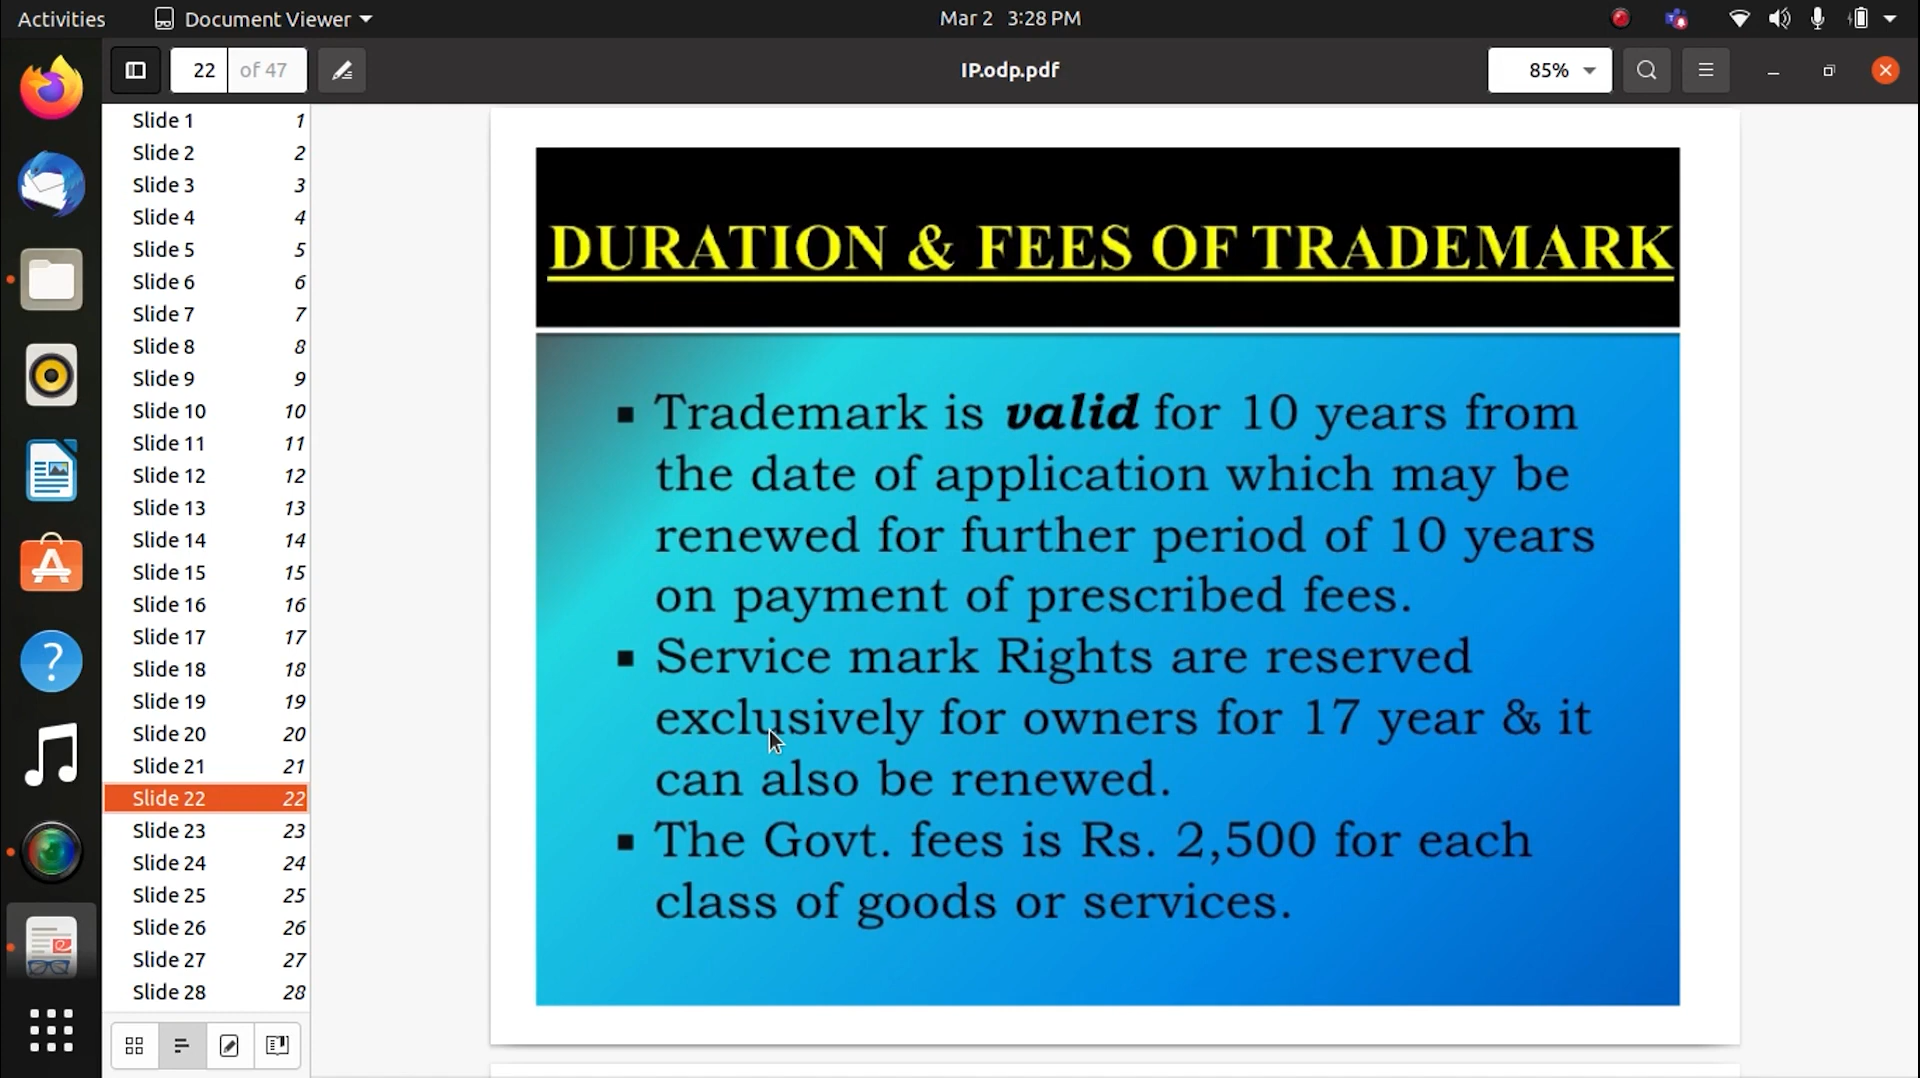 Activities Document Viewer Mar 2 3:28 PM
22 of 47 IP.odp.pdf 85%
Slide 1 1
Slide 2 2
Slide 3 3
Slide 4 4
Slide 5 5
Slide 6 6
Slide 7 7
Slide 8 8
Slide 9 9
Slide 10 10
Slide 11 11
Slide 12 12
Slide 13 13
Slide 14 14
Slide 15 15
Slide 16 16
Slide 17 17
Slide 18 18
Slide 19 19
Slide 20 20
Slide 21 21
Slide 22 22
Slide 23 23
Slide 24 24
Slide 25 25
Slide 26 26
Slide 27 27
Slide 28 28
DURATION & FEES OF TRADEMARK
▪ Trademark is valid for 10 years from
the date of application which may be
renewed for further period of 10 years
on payment of prescribed fees.
▪ Service mark Rights are reserved
exclusively for owners for 17 year & it
can also be renewed.
▪ The Govt. fees is Rs. 2,500 for each
class of goods or services.